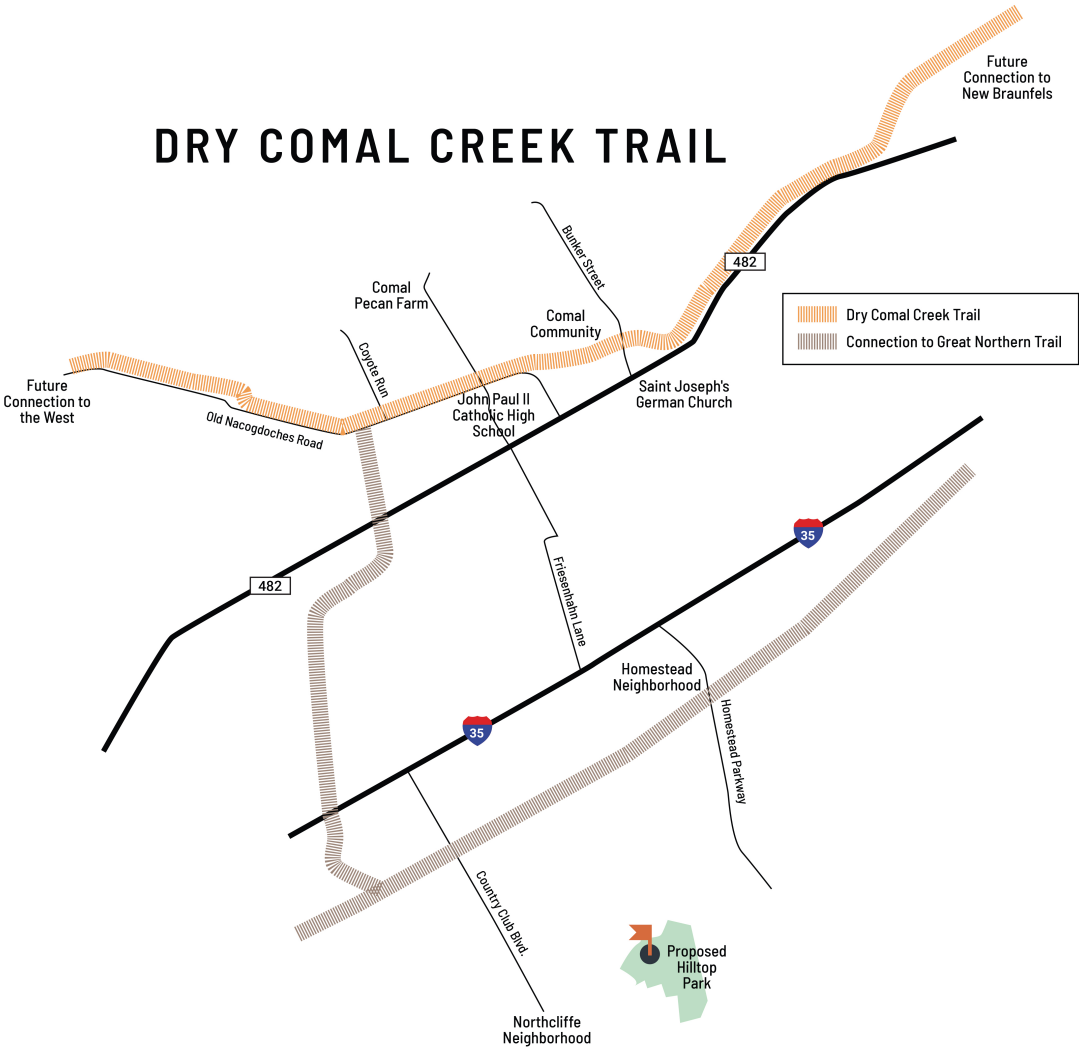 Future
Connection to
New Braunfels
DRY COMAL CREEK TRAIL
Bunker Street
482
Comal
Pecan Farm
Comal
Community
Dry Comal Creek Trail
Connection to Great Northern Trail
Coyote Run
Future
Connection to
the West
Old Nacogdoches Road
John Paul II
Catholic High
School
Saint Joseph's
German Church
35
482
Friesenhahn Lane
Homestead
Neighborhood
35
Homestead Parkway
Country Club Blvd.
Proposed
Hilltop
Park
Northcliffe
Neighborhood